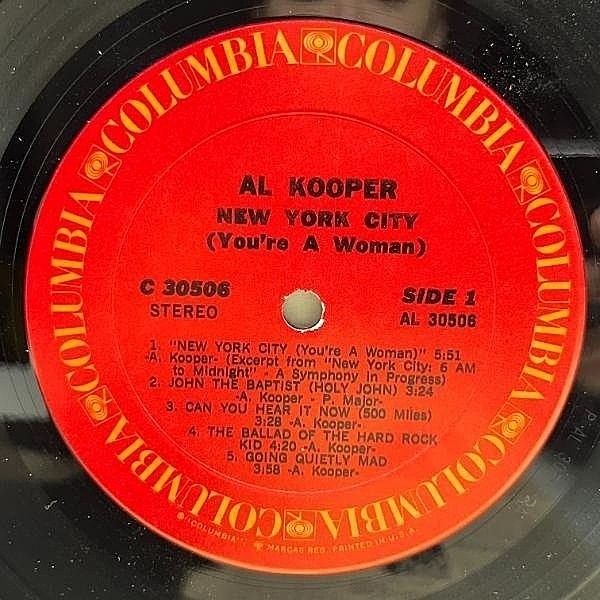 COLUMBIA COLUMBIA COLUMBIA COLUMBIA COLUMBIA COLUMBIA
AL KOOPER
NEW YORK CITY
(You're A Woman)
C 30506
STEREO
SIDE 1
AL 30506
1. "NEW YORK CITY (You're A Woman)" 5:51
-A. Kooper- (Excerpt from "New York City: 6 AM
to Midnight" - A Symphony in Progress)
2. JOHN THE BAPTIST (HOLY JOHN) 3:24
-A. Kooper - P. Major-
3. CAN YOU HEAR IT NOW (500 Miles)
3:28 -A. Kooper-
4. THE BALLAD OF THE HARD ROCK
KID 4:20 -A. Kooper-
5. GOING QUIETLY MAD
3:58 -A. Kooper-
"COLUMBIA" MARCAS REG. PRINTED IN U.S.A.